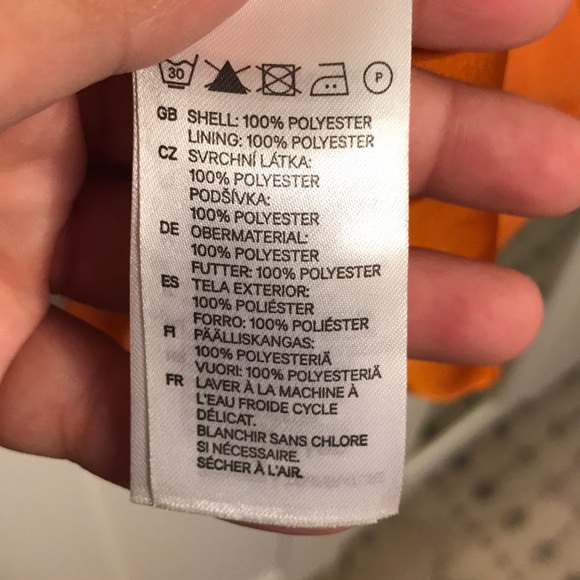 30 P
GB SHELL: 100% POLYESTER
LINING: 100% POLYESTER
CZ SVRCHNÍ LÁTKA:
100% POLYESTER
PODŠÍVKA:
100% POLYESTER
DE OBERMATERIAL:
100% POLYESTER
FUTTER: 100% POLYESTER
ES TELA EXTERIOR:
100% POLIÉSTER
FORRO: 100% POLIÉSTER
FI PÄÄLLISKANGAS:
100% POLYESTERIÄ
VUORI: 100% POLYESTERIÄ
FR LAVER À LA MACHINE À
L'EAU FROIDE CYCLE
DÉLICAT.
BLANCHIR SANS CHLORE
SI NÉCESSAIRE.
SÉCHER À L'AIR.